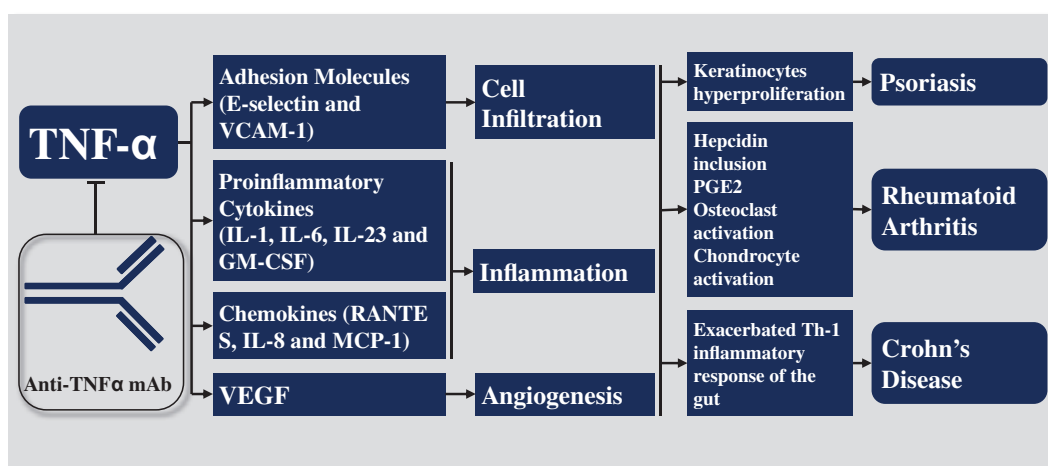 TNF-α
Anti-TNFα mAb
Adhesion Molecules
(E-selectin and
VCAM-1)
Proinflammatory
Cytokines
(IL-1, IL-6, IL-23 and
GM-CSF)
Chemokines (RANTE
S, IL-8 and MCP-1)
VEGF
Cell
Infiltration
Inflammation
Angiogenesis
Keratinocytes
hyperproliferation
Hepcidin
inclusion
PGE2
Osteoclast
activation
Chondrocyte
activation
Exacerbated Th-1
inflammatory
response of the
gut
Psoriasis
Rheumatoid
Arthritis
Crohn’s
Disease